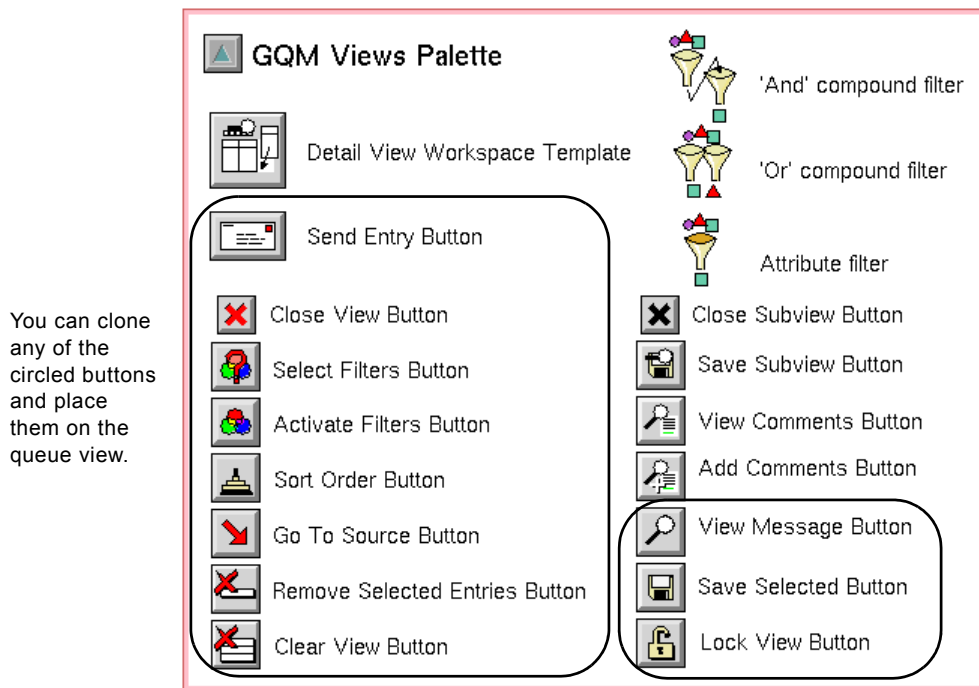 GQM Views Palette
Detail View Workspace Template
Send Entry Button
Close View Button
Select Filters Button
Activate Filters Button
Sort Order Button
Go To Source Button
Remove Selected Entries Button
Clear View Button
'And' compound filter
'Or' compound filter
Attribute filter
Close Subview Button
Save Subview Button
View Comments Button
Add Comments Button
View Message Button
Save Selected Button
Lock View Button
You can clone
any of the
circled buttons
and place
them on the
queue view.